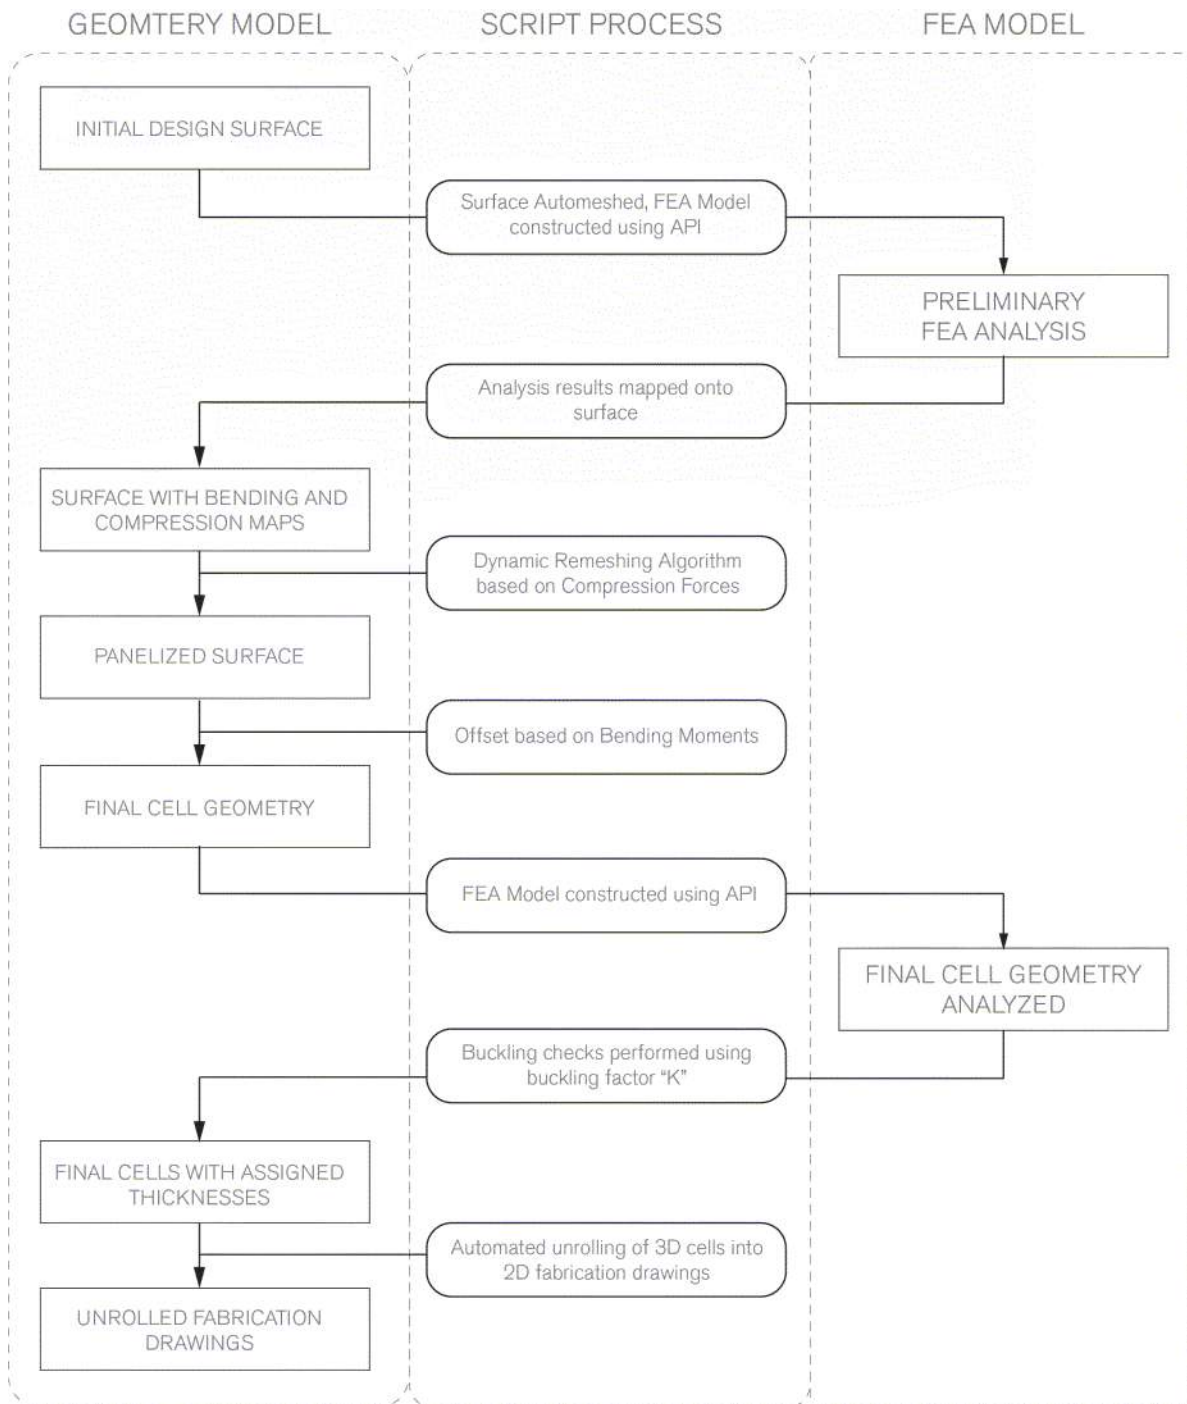 GEOMTERY MODEL
SCRIPT PROCESS
FEA MODEL
INITIAL DESIGN SURFACE
Surface Automeshed, FEA Model
constructed using API
PRELIMINARY
FEA ANALYSIS
Analysis results mapped onto
surface
SURFACE WITH BENDING AND
COMPRESSION MAPS
Dynamic Remeshing Algorithm
based on Compression Forces
PANELIZED SURFACE
Offset based on Bending Moments
FINAL CELL GEOMETRY
FEA Model constructed using API
FINAL CELL GEOMETRY
ANALYZED
Buckling checks performed using
buckling factor “K”
FINAL CELLS WITH ASSIGNED
THICKNESSES
Automated unrolling of 3D cells into
2D fabrication drawings
UNROLLED FABRICATION
DRAWINGS